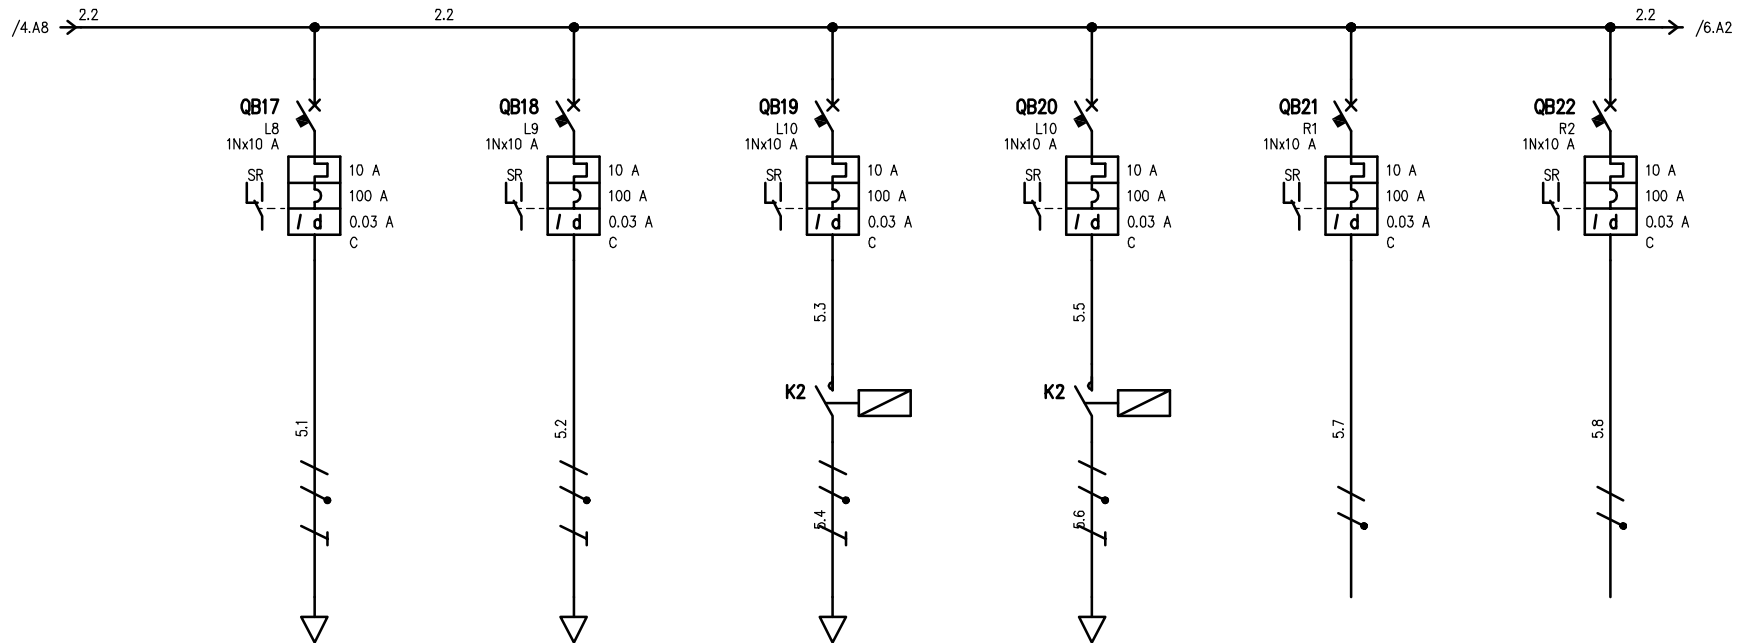 /4.A8 2.2 2.2 2.2 /6.A2
QB17 QB18 QB19 QB20 QB21 QB22
L8 L9 L10 L10 R1 R2
1Nx10 A 1Nx10 A 1Nx10 A 1Nx10 A 1Nx10 A 1Nx10 A
SR 10 A SR 10 A SR 10 A SR 10 A SR 10 A SR 10 A
100 A 100 A 100 A 100 A 100 A 100 A
I d 0.03 A I d 0.03 A I d 0.03 A I d 0.03 A I d 0.03 A I d 0.03 A
C C C C C C
5.3 5.5
K2 K2
5.1 5.2 5.7 5.8
5.4 5.6